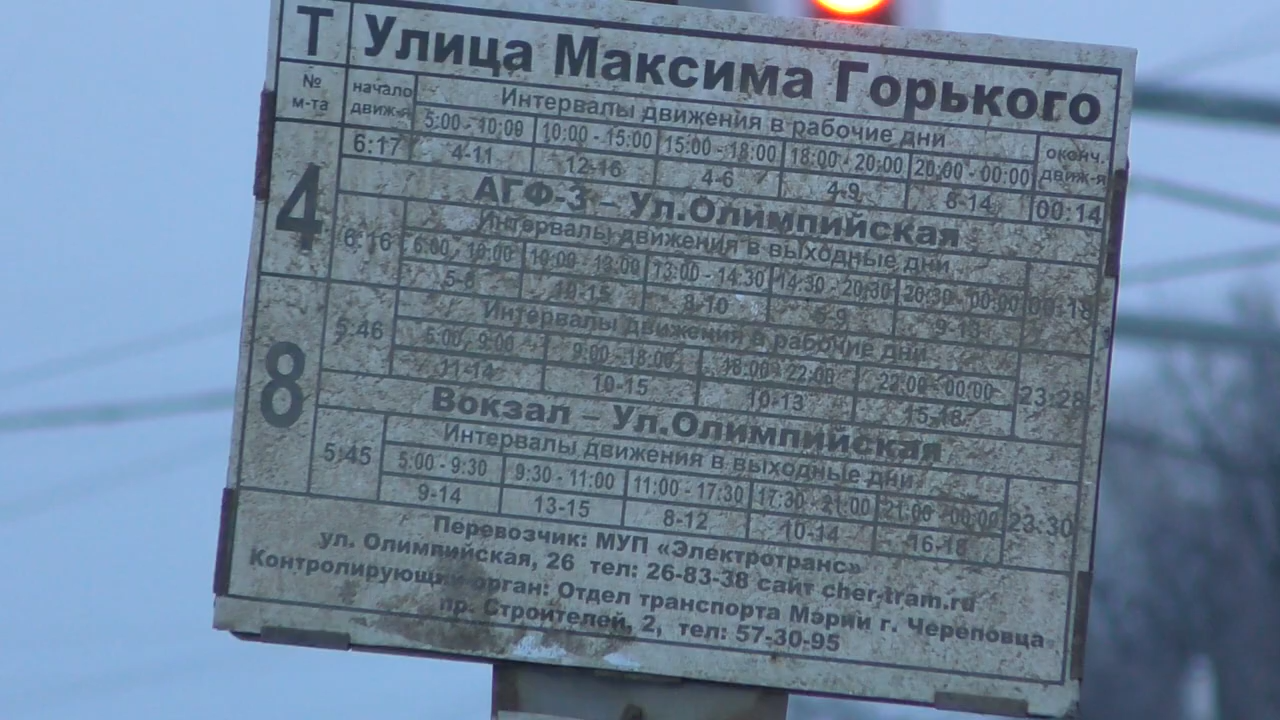 Т Улица Максима Горького
№ м-та начало движ-я Интервалы движения в рабочие дни оконч. движ-я
5:00 - 10:00 10:00 - 15:00 15:00 - 18:00 18:00 - 20:00 20:00 - 00:00
4 6:17 4-11 12-16 4-6 4-9 8-14 00:14
АГФ-3 – Ул.Олимпийская
Интервалы движения в выходные дни
6:16 6:00 - 10:00 10:00 - 13:00 13:00 - 14:30 14:30 - 20:30 20:30 - 00:00 00:18
5-8 10-15 8-10 9-13
8 Интервалы движения в рабочие дни
5:46 5:00 - 9:00 9:00 - 18:00 18:00 - 22:00 22:00 - 00:00 23:28
11-14 10-15 10-13 15-18
Вокзал – Ул.Олимпийская
Интервалы движения в выходные дни
5:45 5:00 - 9:30 9:30 - 11:00 11:00 - 17:30 17:30 - 21:00 21:00 - 00:00 23:30
9-14 13-15 8-12 10-14 16-18
Перевозчик: МУП «Электротранс»
ул. Олимпийская, 26 тел: 26-83-38 сайт cher-tram.ru
Контролирующий орган: Отдел транспорта Мэрии г. Череповца
пр. Строителей, 2, тел: 57-30-95